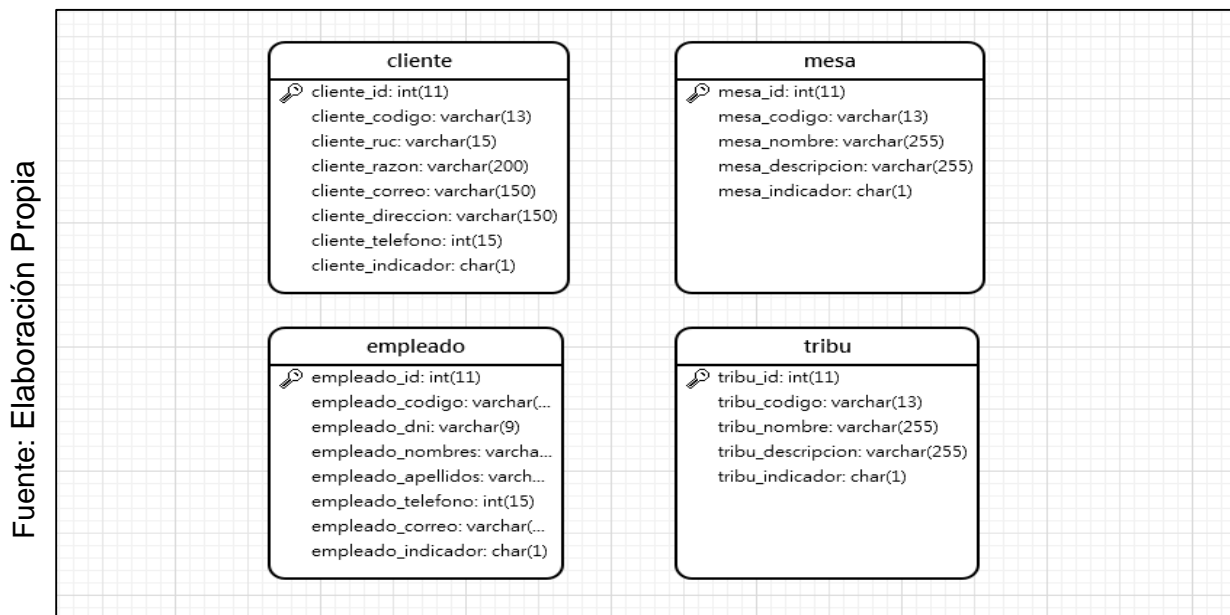 Fuente: Elaboración Propia
cliente
cliente_id: int(11)
cliente_codigo: varchar(13)
cliente_ruc: varchar(15)
cliente_razon: varchar(200)
cliente_correo: varchar(150)
cliente_direccion: varchar(150)
cliente_telefono: int(15)
cliente_indicador: char(1)
mesa
mesa_id: int(11)
mesa_codigo: varchar(13)
mesa_nombre: varchar(255)
mesa_descripcion: varchar(255)
mesa_indicador: char(1)
empleado
empleado_id: int(11)
empleado_codigo: varchar(...
empleado_dni: varchar(9)
empleado_nombres: varcha...
empleado_apellidos: varch...
empleado_telefono: int(15)
empleado_correo: varchar(...
empleado_indicador: char(1)
tribu
tribu_id: int(11)
tribu_codigo: varchar(13)
tribu_nombre: varchar(255)
tribu_descripcion: varchar(255)
tribu_indicador: char(1)